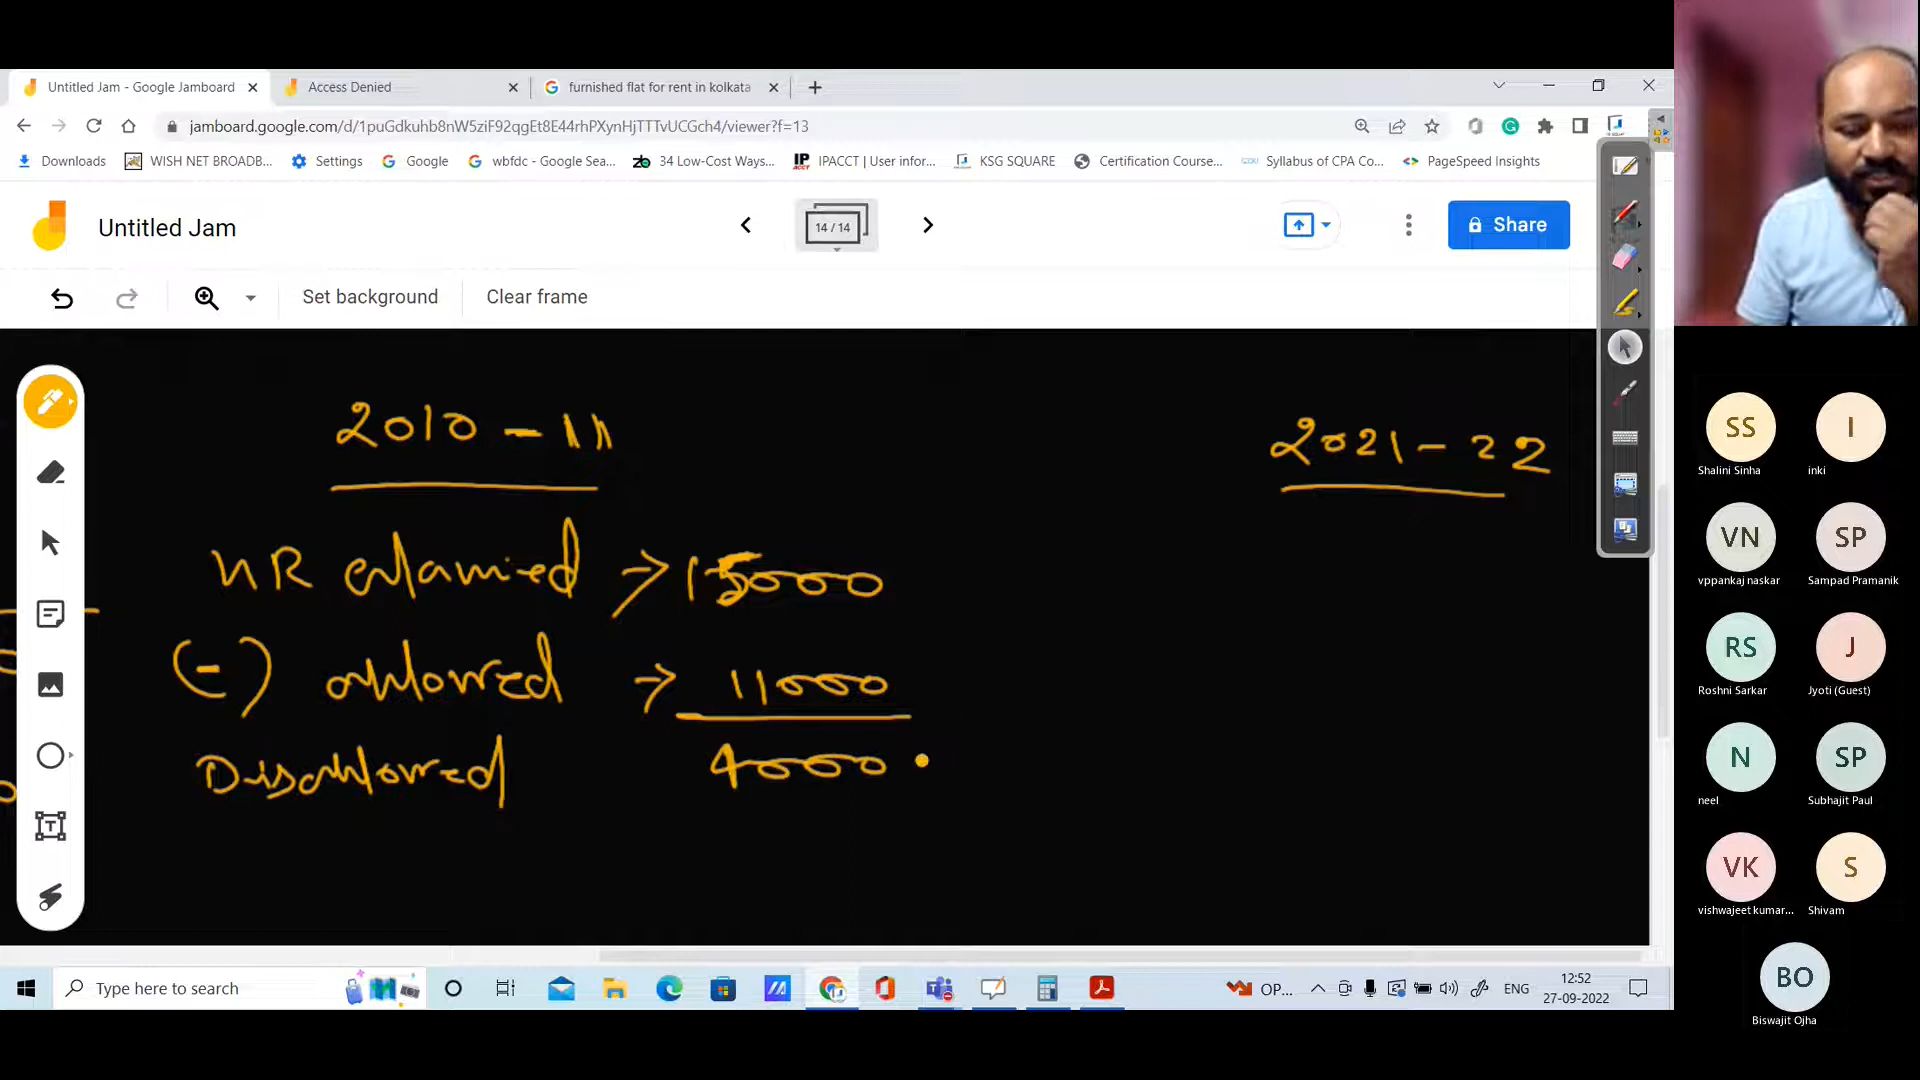 Untitled Jam - Google Jamboard
Access Denied
furnished flat for rent in kolkata
jamboard.google.com/d/1puGdkuhb8nW5ziF92qgEt8E44rhPXynHjTTTvUCGch4/viewer?f=13
Downloads
WISH NET BROADB...
Settings
Google
wbfdc - Google Sea...
34 Low-Cost Ways...
IPACCT | User infor...
KSG SQUARE
Certification Course...
Syllabus of CPA Co...
PageSpeed Insights
Untitled Jam
14 / 14
Share
Set background
Clear frame
2010 - 11
2021 - 22
UR 15000
(-) allowed → 11000
Disallowed 4000
SS
Shalini Sinha
I
inki
VN
vppankaj naskar
SP
Sampad Pramanik
RS
Roshni Sarkar
J
Jyoti (Guest)
N
neel
SP
Subhajit Paul
VK
vishwajeet kumar...
S
Shivam
BO
Biswajit Ojha
Type here to search
OP...
ENG
12:52
27-09-2022